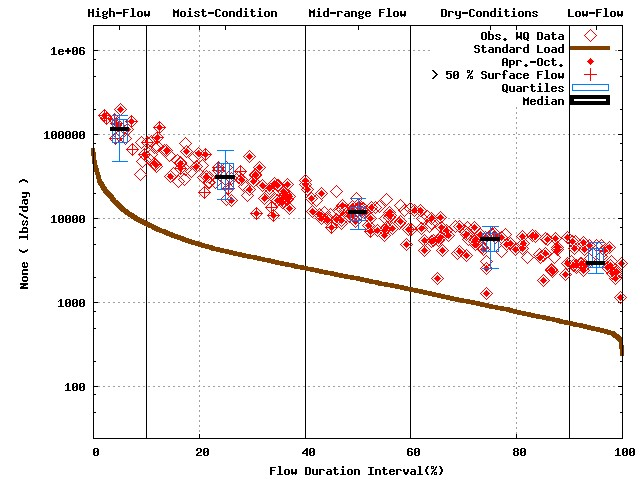 High-Flow Moist-Condition Mid-range Flow Dry-Conditions Low-Flow
Obs. WQ Data
Standard Load
Apr.-Oct.
> 50 % Surface Flow
Quartiles
Median
1e+06
100000
10000
1000
100
None ( lbs/day )
0 20 40 60 80 100
Flow Duration Interval(%)